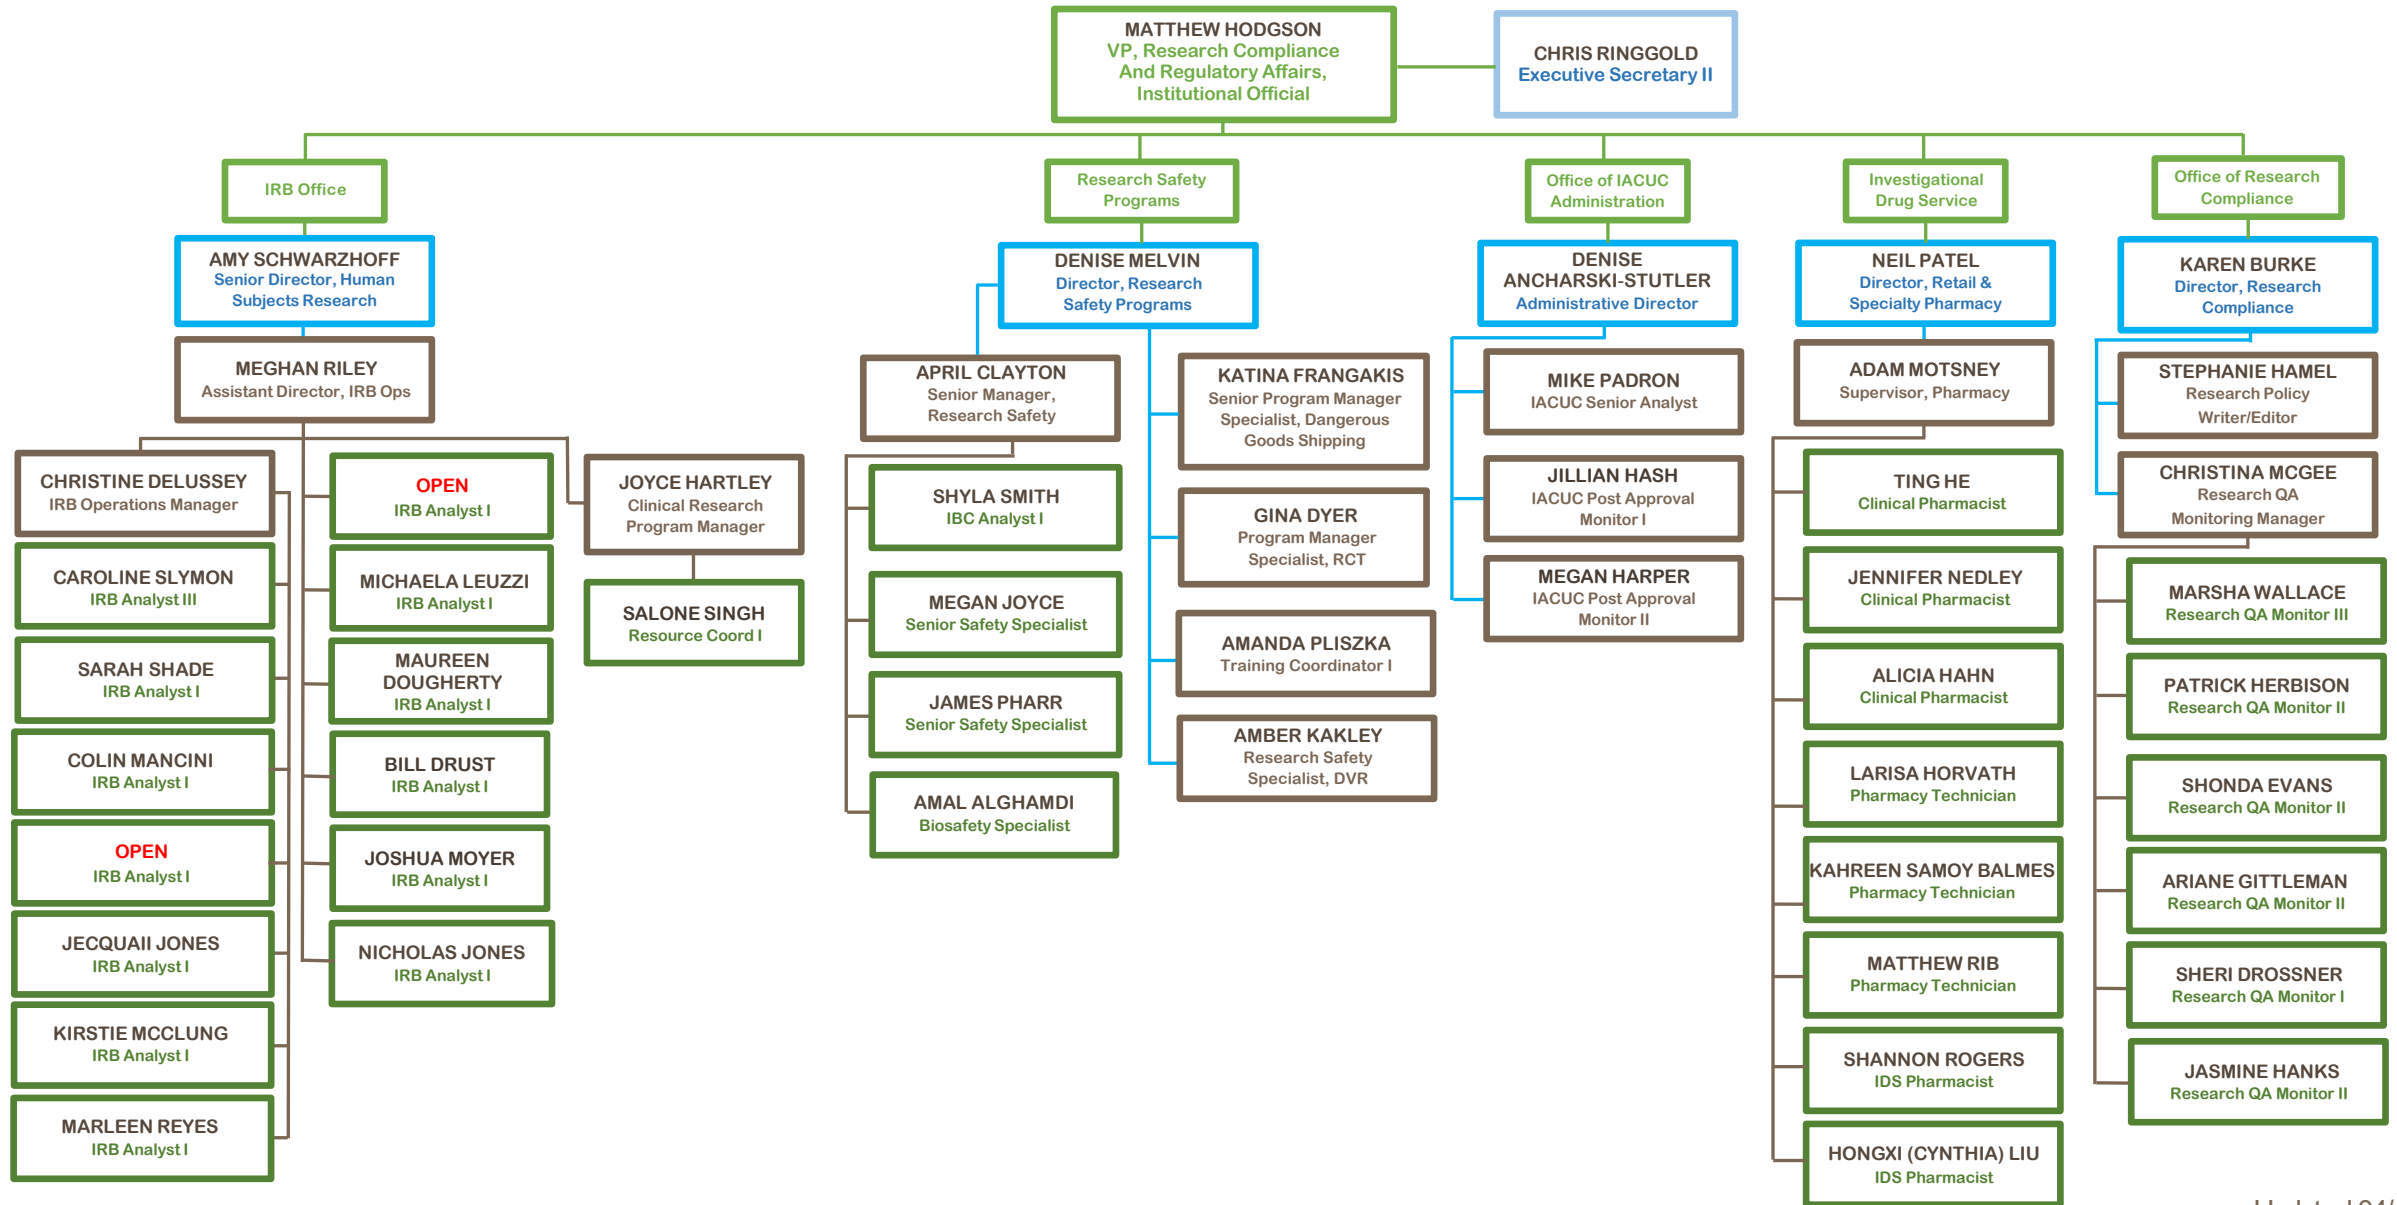 MATTHEW HODGSON
VP, Research Compliance
And Regulatory Affairs,
Institutional Official
CHRIS RINGGOLD
Executive Secretary II
IRB Office
Research Safety
Programs
Office of IACUC
Administration
Investigational
Drug Service
Office of Research
Compliance
AMY SCHWARZHOFF
Senior Director, Human
Subjects Research
DENISE MELVIN
Director, Research
Safety Programs
DENISE
ANCHARSKI-STUTLER
Administrative Director
NEIL PATEL
Director, Retail &
Specialty Pharmacy
KAREN BURKE
Director, Research
Compliance
MEGHAN RILEY
Assistant Director, IRB Ops
CHRISTINE DELUSSEY
IRB Operations Manager
CAROLINE SLYMON
IRB Analyst III
SARAH SHADE
IRB Analyst I
COLIN MANCINI
IRB Analyst I
OPEN
IRB Analyst I
JECQUAII JONES
IRB Analyst I
KIRSTIE MCCLUNG
IRB Analyst I
MARLEEN REYES
IRB Analyst I
OPEN
IRB Analyst I
MICHAELA LEUZZI
IRB Analyst I
MAUREEN
DOUGHERTY
IRB Analyst I
BILL DRUST
IRB Analyst I
JOSHUA MOYER
IRB Analyst I
NICHOLAS JONES
IRB Analyst I
JOYCE HARTLEY
Clinical Research
Program Manager
SALONE SINGH
Resource Coord I
APRIL CLAYTON
Senior Manager,
Research Safety
SHYLA SMITH
IBC Analyst I
MEGAN JOYCE
Senior Safety Specialist
JAMES PHARR
Senior Safety Specialist
AMAL ALGHAMDI
Biosafety Specialist
KATINA FRANGAKIS
Senior Program Manager
Specialist, Dangerous
Goods Shipping
GINA DYER
Program Manager
Specialist, RCT
AMANDA PLISZKA
Training Coordinator I
AMBER KAKLEY
Research Safety
Specialist, DVR
MIKE PADRON
IACUC Senior Analyst
JILLIAN HASH
IACUC Post Approval
Monitor I
MEGAN HARPER
IACUC Post Approval
Monitor II
ADAM MOTSNEY
Supervisor, Pharmacy
TING HE
Clinical Pharmacist
JENNIFER NEDLEY
Clinical Pharmacist
ALICIA HAHN
Clinical Pharmacist
LARISA HORVATH
Pharmacy Technician
KAHREEN SAMOY BALMES
Pharmacy Technician
MATTHEW RIB
Pharmacy Technician
SHANNON ROGERS
IDS Pharmacist
HONGXI (CYNTHIA) LIU
IDS Pharmacist
STEPHANIE HAMEL
Research Policy
Writer/Editor
CHRISTINA MCGEE
Research QA
Monitoring Manager
MARSHA WALLACE
Research QA Monitor III
PATRICK HERBISON
Research QA Monitor II
SHONDA EVANS
Research QA Monitor II
ARIANE GITTLEMAN
Research QA Monitor II
SHERI DROSSNER
Research QA Monitor I
JASMINE HANKS
Research QA Monitor II